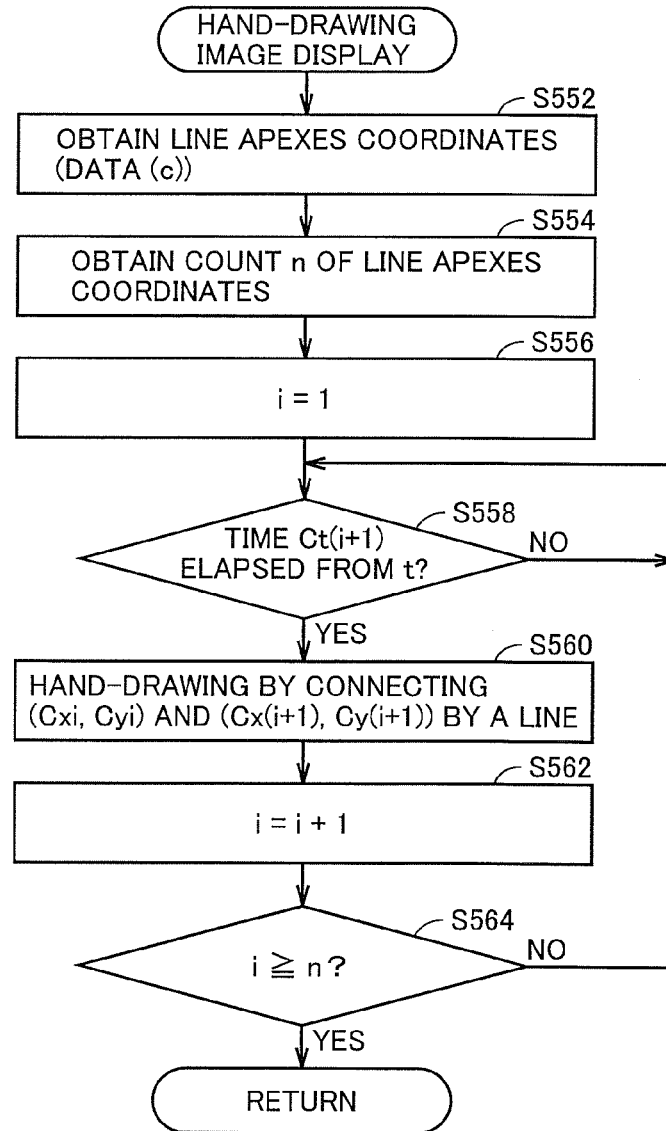 HAND-DRAWING
IMAGE DISPLAY
S552
OBTAIN LINE APEXES COORDINATES
(DATA (c))
S554
OBTAIN COUNT n OF LINE APEXES
COORDINATES
S556
i = 1
S558
TIME Ct(i+1)
ELAPSED FROM t?
NO
YES
S560
HAND-DRAWING BY CONNECTING
(Cxi, Cyi) AND (Cx(i+1), Cy(i+1)) BY A LINE
S562
i = i + 1
S564
i ≧ n?
NO
YES
RETURN